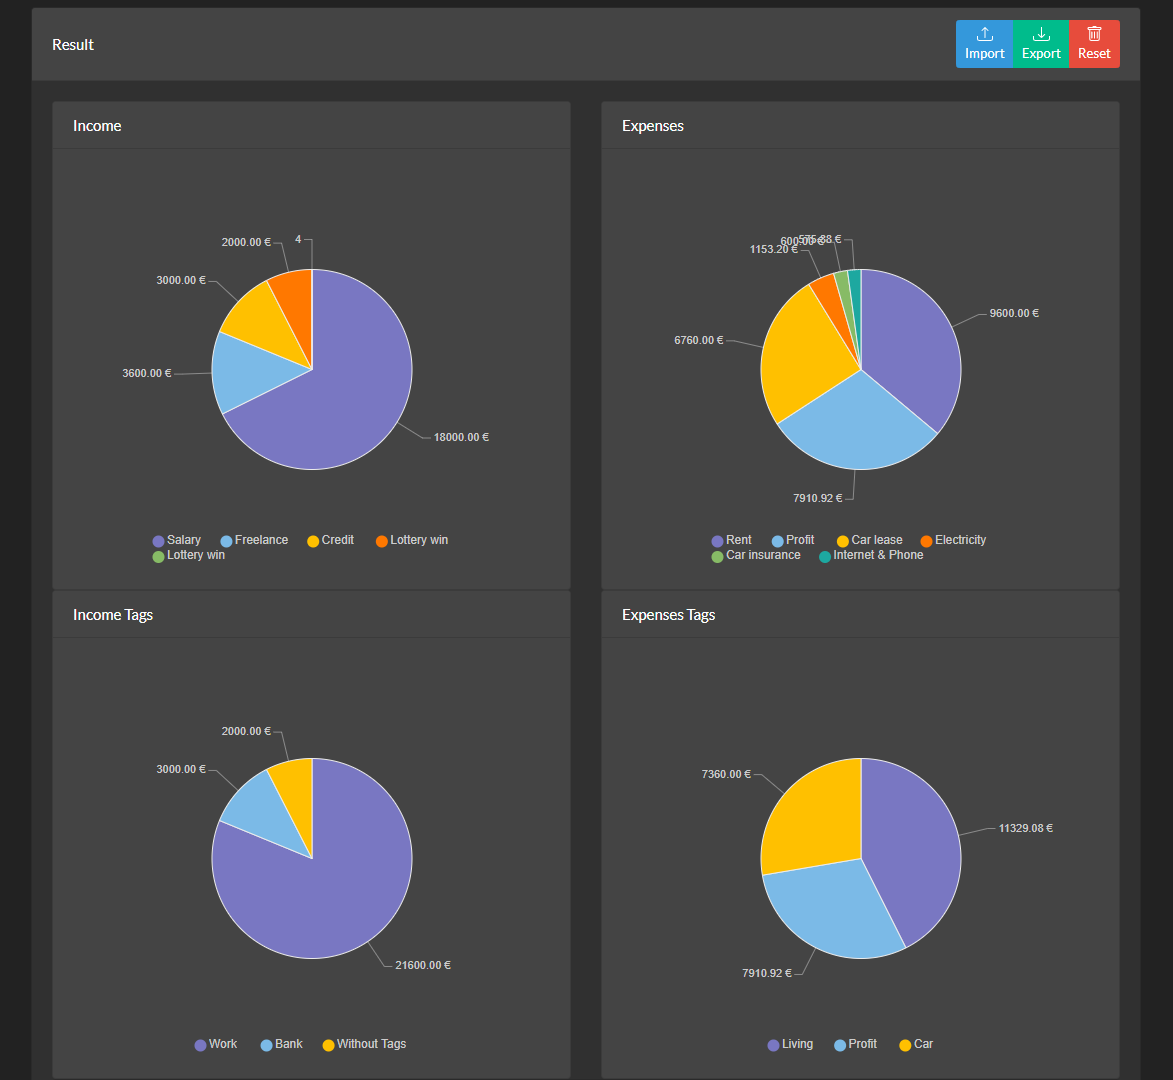 Result
Import
Export
Reset
Income
2000.00 €
4
3000.00 €
3600.00 €
18000.00 €
Salary
Freelance
Credit
Lottery win
Lottery win
Expenses
600.00 €
1153.20 €
9600.00 €
6760.00 €
7910.92 €
Rent
Profit
Car lease
Electricity
Car insurance
Internet & Phone
Income Tags
2000.00 €
3000.00 €
21600.00 €
Work
Bank
Without Tags
Expenses Tags
7360.00 €
11329.08 €
7910.92 €
Living
Profit
Car